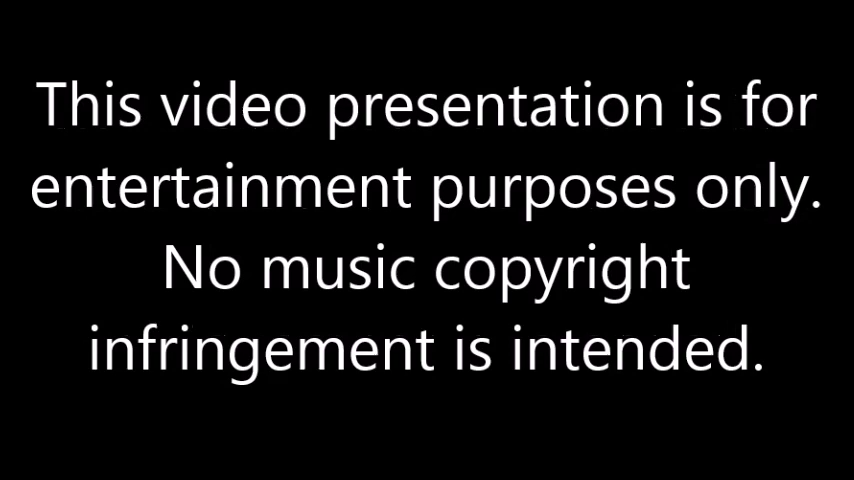 This video presentation is for
entertainment purposes only.
No music copyright
infringement is intended.